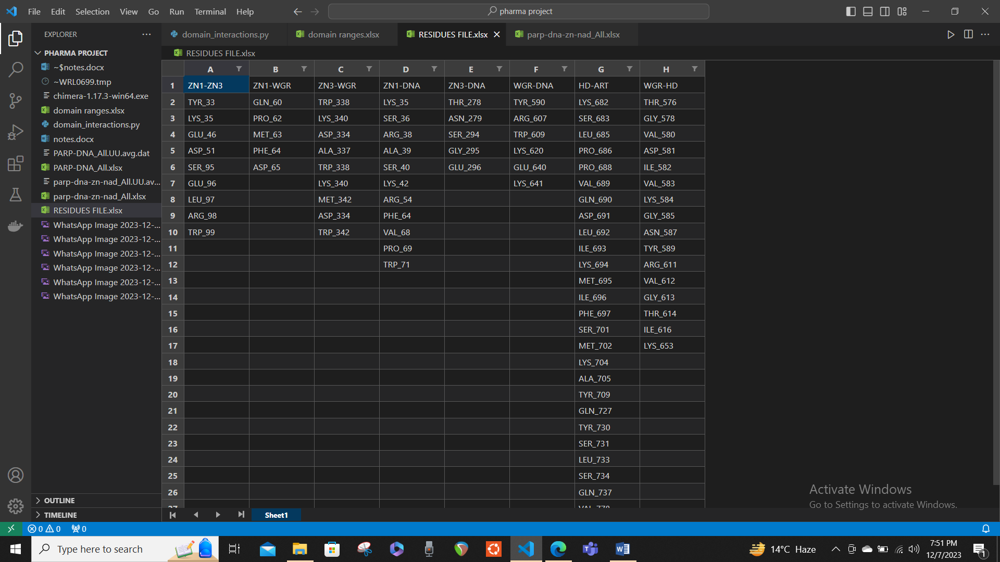 File Edit Selection View Go Run Terminal Help pharma project
EXPLORER
domain_interactions.py domain ranges.xlsx RESIDUES FILE.xlsx parp-dna-zn-nad_All.xlsx
PHARMA PROJECT
RESIDUES FILE.xlsx
~$notes.docx
~WRL0699.tmp
chimera-1.17.3-win64.exe
domain ranges.xlsx
domain_interactions.py
notes.docx
PARP-DNA_All.UU.avg.dat
PARP-DNA_All.xlsx
parp-dna-zn-nad_All.UU.av...
parp-dna-zn-nad_All.xlsx
RESIDUES FILE.xlsx
WhatsApp Image 2023-12-...
WhatsApp Image 2023-12-...
WhatsApp Image 2023-12-...
WhatsApp Image 2023-12-...
WhatsApp Image 2023-12-...
WhatsApp Image 2023-12-...
OUTLINE
TIMELINE
A B C D E F G H
1 ZN1-ZN3 ZN1-WGR ZN3-WGR ZN1-DNA ZN3-DNA WGR-DNA HD-ART WGR-HD
2 TYR_33 GLN_60 TRP_338 LYS_35 THR_278 TYR_590 LYS_682 THR_576
3 LYS_35 PRO_62 LYS_340 SER_36 ASN_279 ARG_607 SER_683 GLY_578
4 GLU_46 MET_63 ASP_334 ARG_38 SER_294 TRP_609 LEU_685 VAL_580
5 ASP_51 PHE_64 ALA_337 ALA_39 GLY_295 LYS_620 PRO_686 ASP_581
6 SER_95 ASP_65 TRP_338 SER_40 GLU_296 GLU_640 PRO_688 ILE_582
7 GLU_96 LYS_340 LYS_42 LYS_641 VAL_689 VAL_583
8 LEU_97 MET_342 ARG_54 GLN_690 LYS_584
9 ARG_98 ASP_334 PHE_64 ASP_691 GLY_585
10 TRP_99 TRP_342 VAL_68 LEU_692 ASN_587
11 PRO_69 ILE_693 TYR_589
12 TRP_71 LYS_694 ARG_611
13 MET_695 VAL_612
14 ILE_696 GLY_613
15 PHE_697 THR_614
16 SER_701 ILE_616
17 MET_702 LYS_653
18 LYS_704
19 ALA_705
20 TYR_709
21 GLN_727
22 TYR_730
23 SER_731
24 LEU_733
25 SER_734
26 GLN_737
Activate Windows
Go to Settings to activate Windows.
Sheet1
0 0 0
Type here to search
14°C Haze
7:51 PM
12/7/2023
1